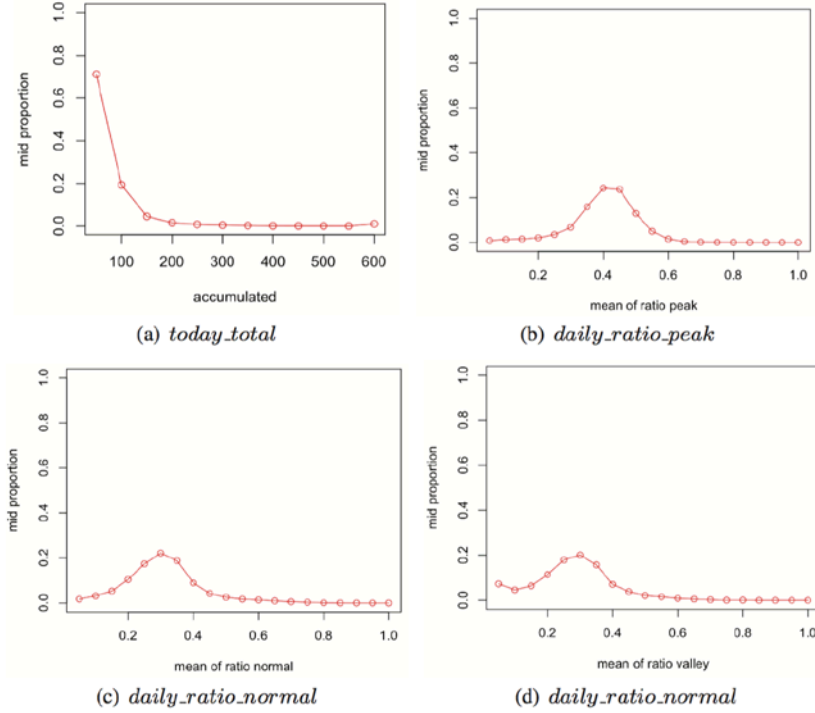 mid proportion
1.0
0.8
0.6
0.4
0.2
0.0
100 200 300 400 500 600
accumulated
(a) today_total
mid proportion
1.0
0.8
0.6
0.4
0.2
0.0
0.2 0.4 0.6 0.8 1.0
mean of ratio peak
(b) daily_ratio_peak
mid proportion
1.0
0.8
0.6
0.4
0.2
0.0
0.2 0.4 0.6 0.8 1.0
mean of ratio normal
(c) daily_ratio_normal
mid proportion
1.0
0.8
0.6
0.4
0.2
0.0
0.2 0.4 0.6 0.8 1.0
mean of ratio valley
(d) daily_ratio_normal